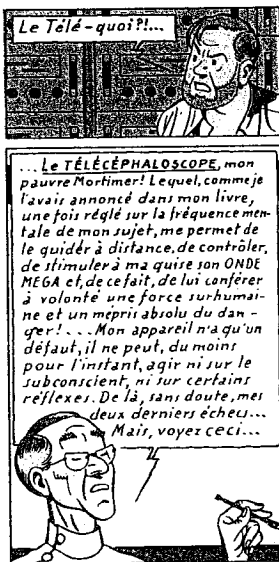 Le Télé-quoi?!...
...Le TÉLÉCÉPHALOSCOPE, mon
pauvre Mortimer! Lequel, comme je
l'avais annoncé dans mon livre,
une fois réglé sur la fréquence men-
tale de mon sujet, me permet de
le guider à distance, de contrôler,
de stimuler à ma guise son ONDE
MEGA et, de ce fait, de lui conférer
à volonté une force surhumai-
ne et un mépris absolu du dan-
ger!...Mon appareil n'a qu'un
défaut, il ne peut, du moins
pour l'instant, agir ni sur le
subconscient, ni sur certains
réflexes. De là, sans doute, mes
deux derniers échecs...
Mais, voyez ceci...